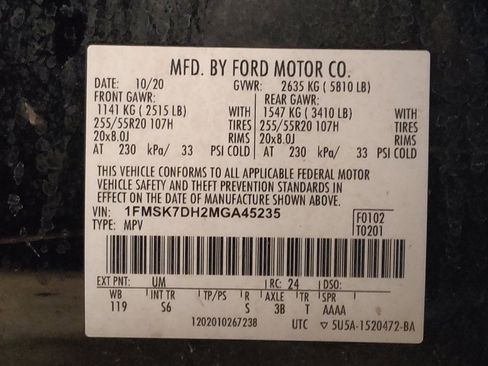 MFD. BY FORD MOTOR CO.
DATE: 10/20 GVWR: 2635 KG ( 5810 LB)
FRONT GAWR: REAR GAWR:
1141 KG ( 2515 LB) WITH 1547 KG ( 3410 LB) WITH
255/55R20 107H TIRES 255/55R20 107H TIRES
20x8.0J RIMS 20x8.0J RIMS
AT 230 kPa/ 33 PSI COLD AT 230 kPa/ 33 PSI COLD
THIS VEHICLE CONFORMS TO ALL APPLICABLE FEDERAL MOTOR
VEHICLE SAFETY AND THEFT PREVENTION STANDARDS IN
EFFECT ON THE DATE OF MANUFACTURE SHOWN ABOVE.
VIN: 1FMSK7DH2MGA45235 F0102
TYPE: MPV T0201
EXT PNT: UM RC: 24 DSO:
WB INT TR TP/PS R AXLE TR SPR
119 S6 S 3B T AAAA
1202010267238 UTC ▽ 5U5A-1520472-BA